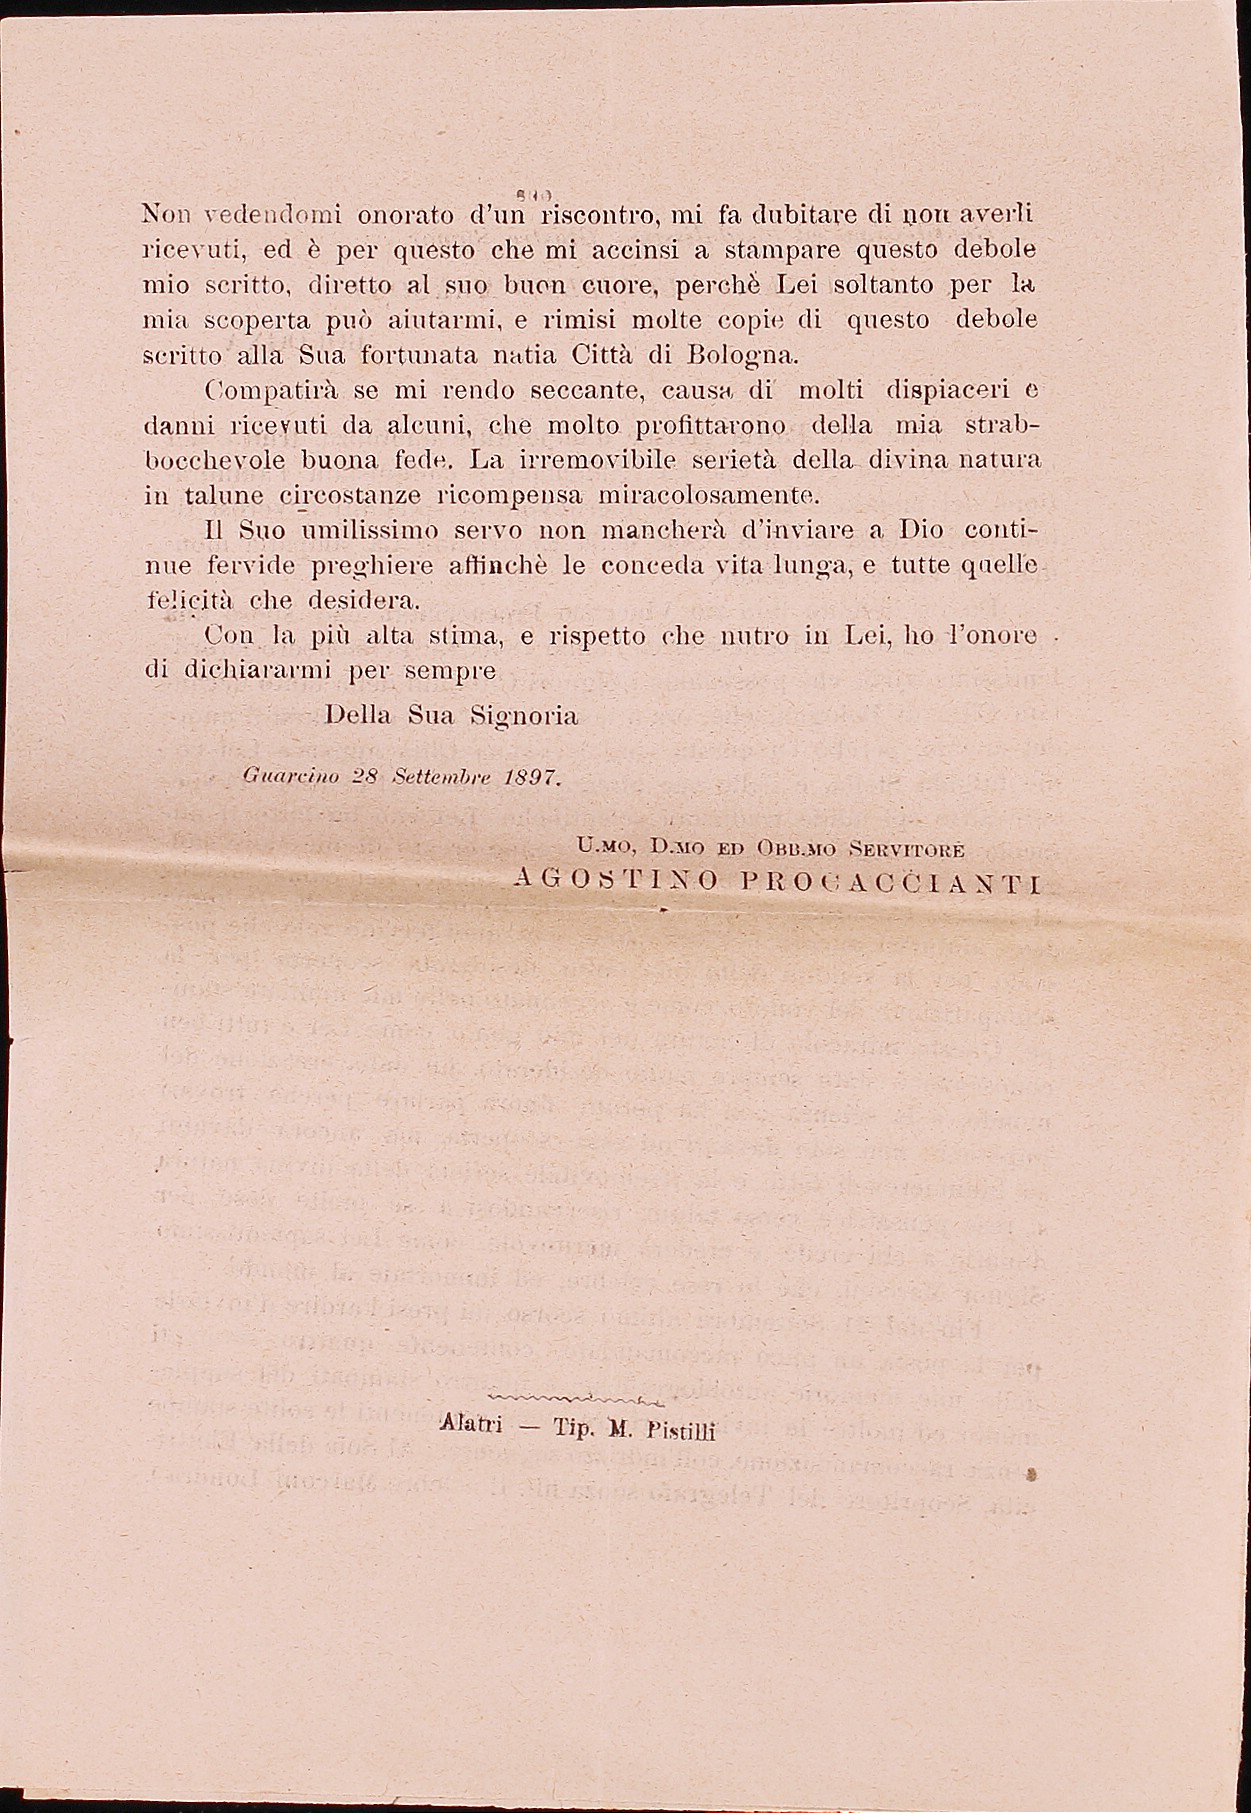 suo
Non vedendomi onorato d'un riscontro, mi fa dubitare di non averli
ricevuti, ed è per questo che mi accinsi a stampare questo debole
mio scritto, diretto al suo buon cuore, perchè Lei soltanto per la
mia scoperta può aiutarmi, e rimisi molte copie di questo debole
scritto alla Sua fortunata natia Città di Bologna.
Compatirà se mi rendo seccante, causa di molti dispiaceri e
danni ricevuti da alcuni, che molto profittarono della mia strab-
bocchevole buona fede. La irremovibile serietà della divina natura
in talune circostanze ricompensa miracolosamente.
Il Suo umilissimo servo non mancherà d'inviare a Dio conti-
nue fervide preghiere affinchè le conceda vita lunga, e tutte quelle
felicità che desidera.
Con la più alta stima, e rispetto che nutro in Lei, ho l'onore
di dichiararmi per sempre
Della Sua Signoria
Guarcino 28 Settembre 1897.
U.mo, D.mo ed Obb.mo Servitore
AGOSTINO PROCACCIANTI
Alatri — Tip. M. Pistilli